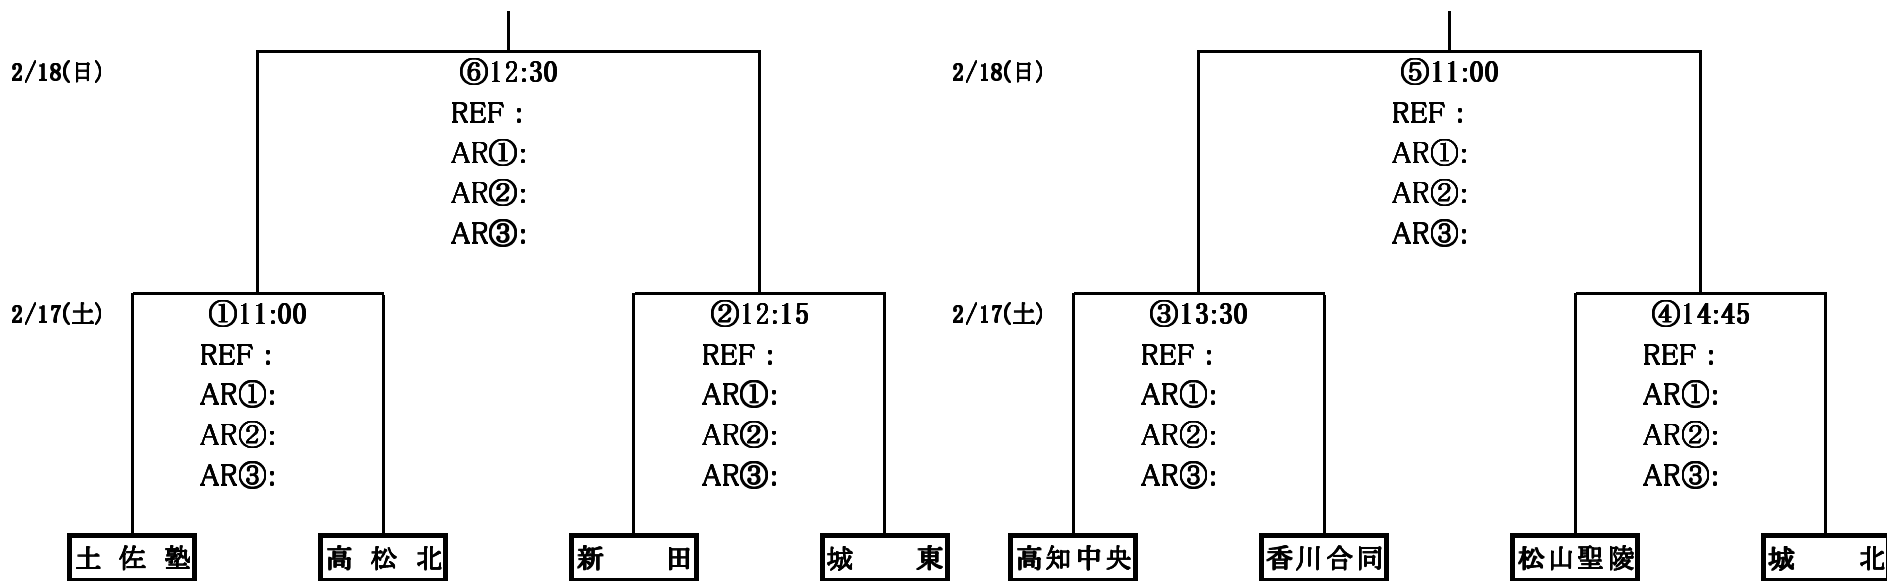 2/18(日) ⑥12:30 2/18(日) ⑤11:00
REF : REF :
AR①: AR①:
AR②: AR②:
AR③: AR③:
2/17(土) ①11:00 ②12:15 2/17(土) ③13:30 ④14:45
REF : REF : REF : REF :
AR①: AR①: AR①: AR①:
AR②: AR②: AR②: AR②:
AR③: AR③: AR③: AR③:
土佐塾 高松北 新田 城東 高知中央 香川合同 松山聖陵 城北